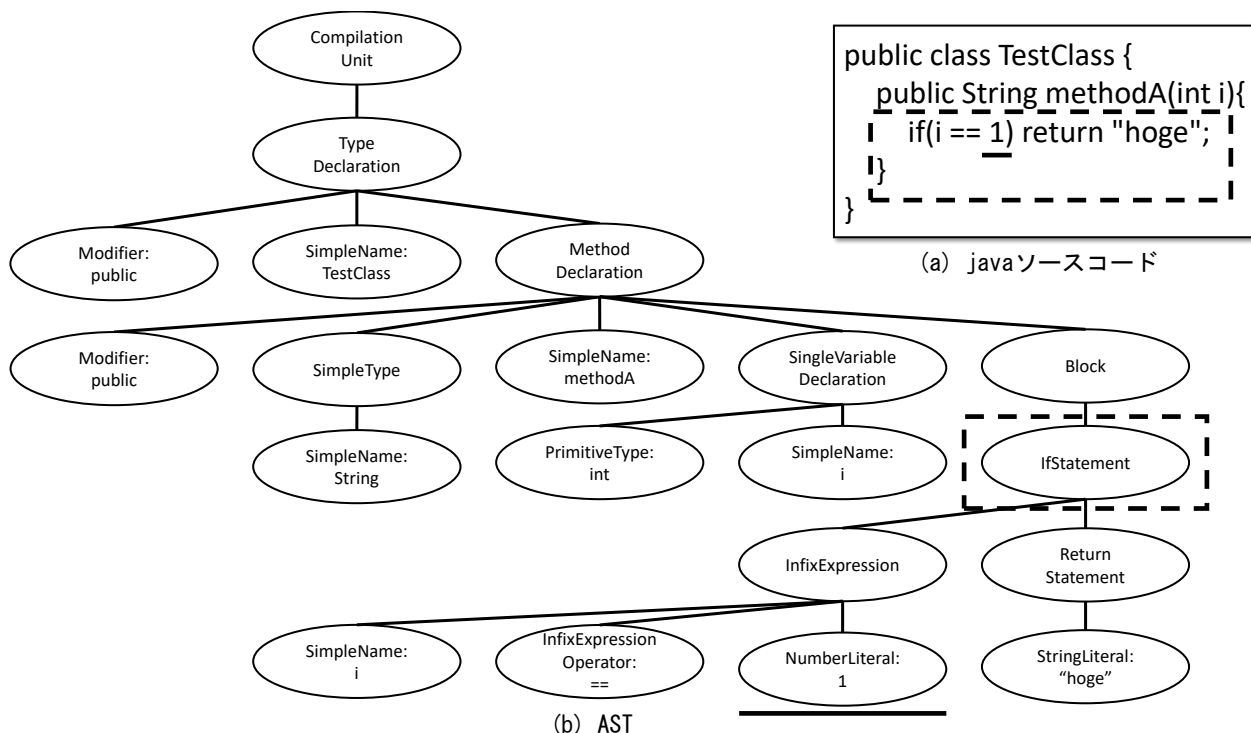 Compilation
Unit
public class TestClass {
public String methodA(int i){
if(i == 1) return "hoge";
}
}
(a) javaソースコード
Type
Declaration
Modifier:
public
SimpleName:
TestClass
Method
Declaration
Modifier:
public
SimpleType
SimpleName:
methodA
SingleVariable
Declaration
Block
SimpleName:
String
PrimitiveType:
int
SimpleName:
i
IfStatement
InfixExpression
Return
Statement
SimpleName:
i
InfixExpression
Operator:
==
NumberLiteral:
1
StringLiteral:
“hoge”
(b) AST